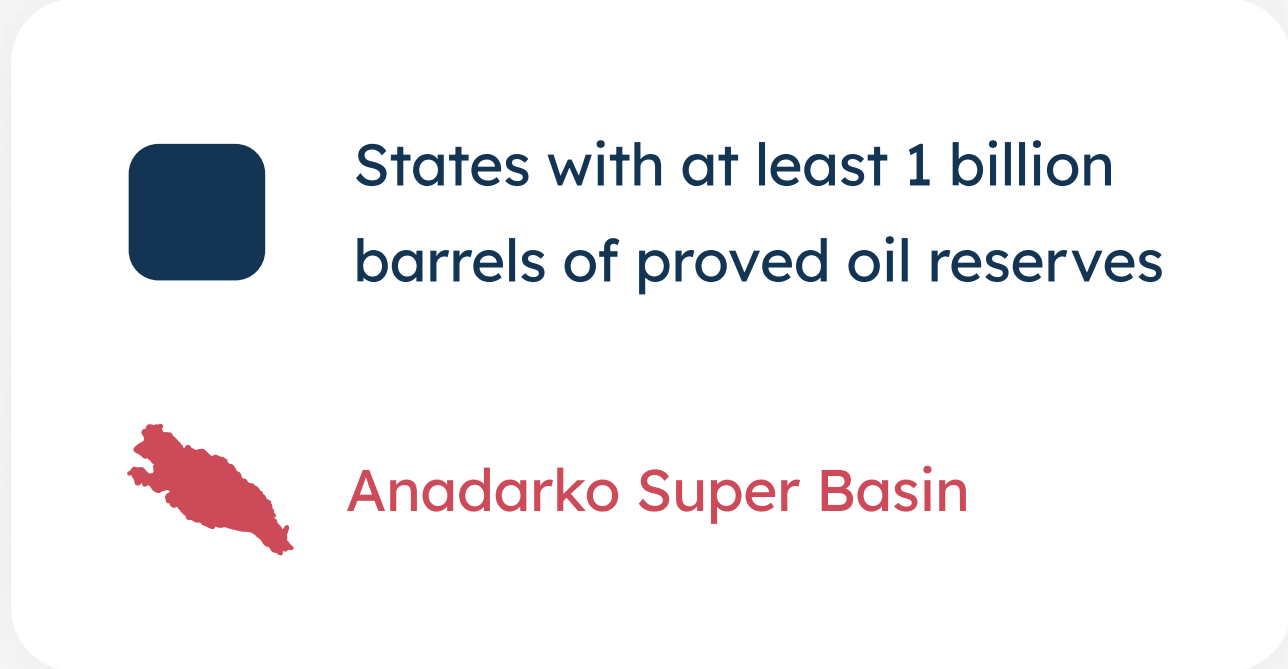 States with at least 1 billion
barrels of proved oil reserves
Anadarko Super Basin